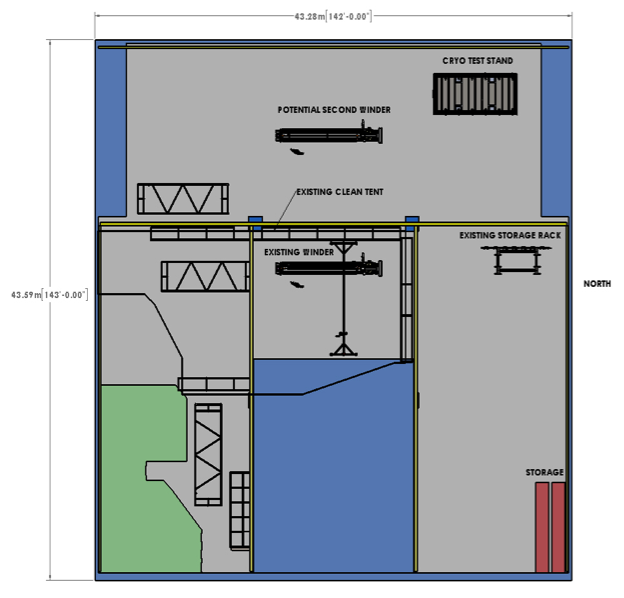 43.28m[142'-0.00"]
CRYO TEST STAND
POTENTIAL SECOND WINDER
EXISTING CLEAN TENT
EXISTING STORAGE RACK
EXISTING WINDER
NORTH
43.59m[143'-0.00"]
STORAGE